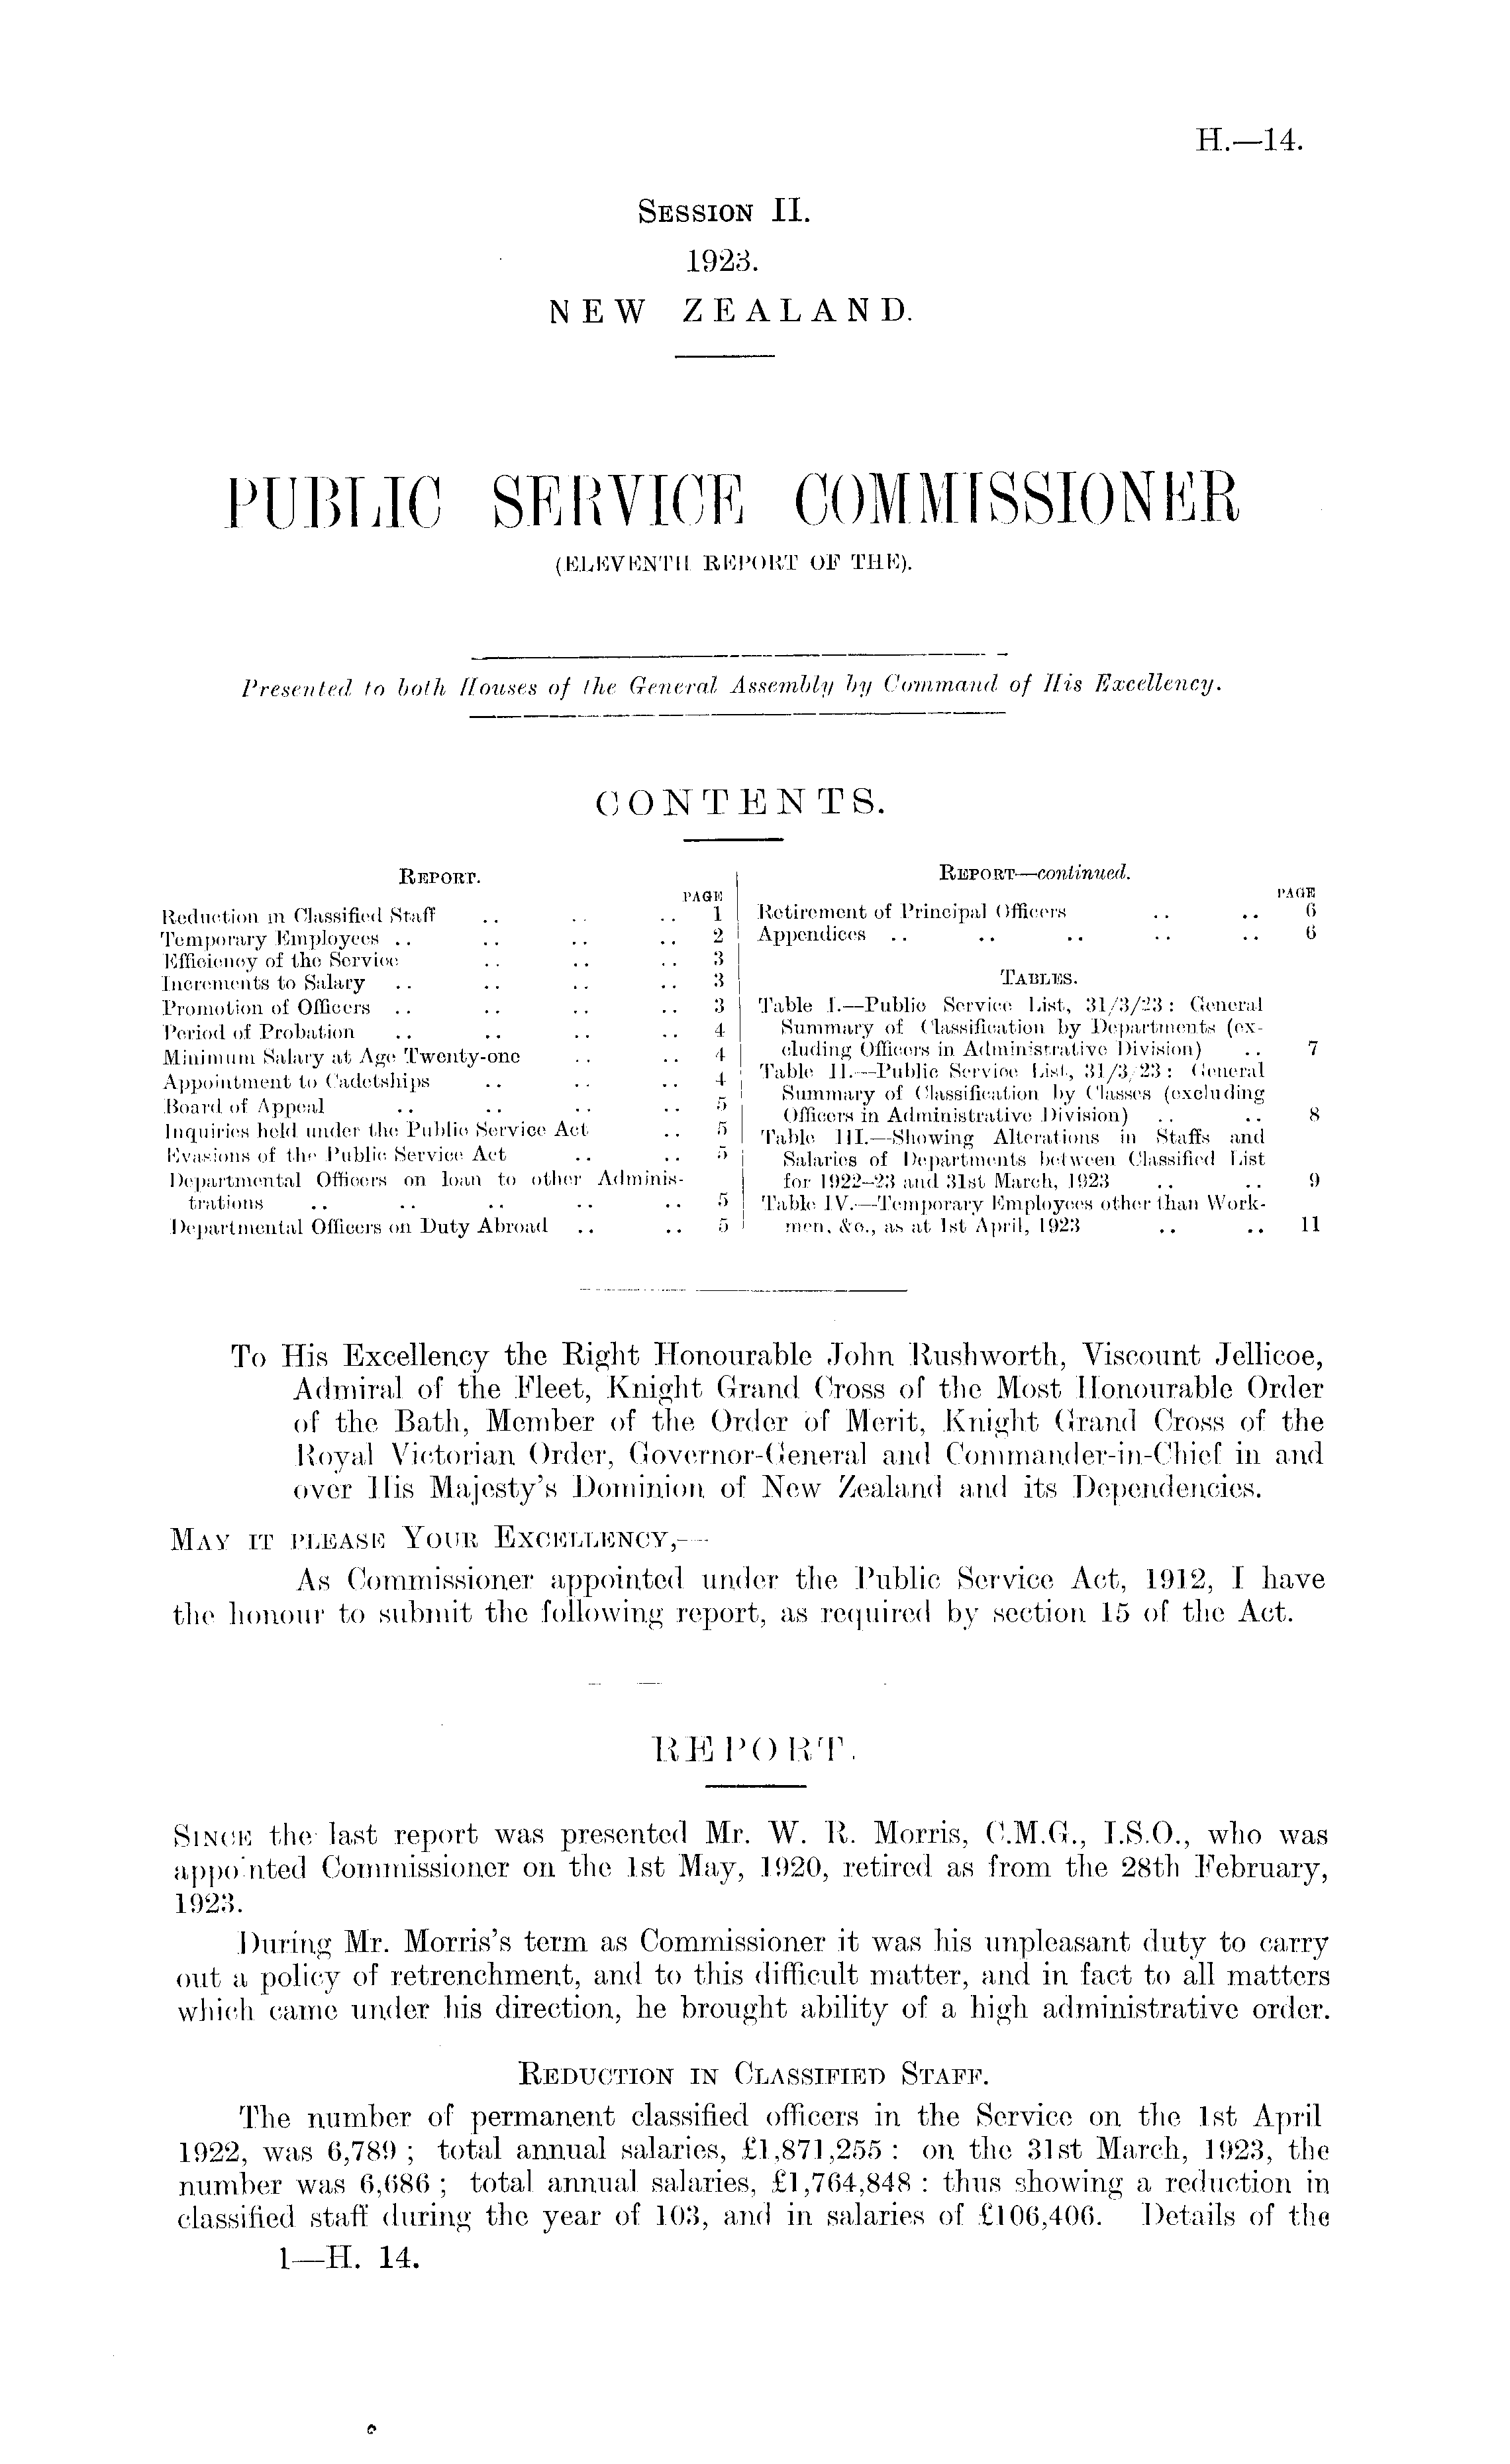 H.—14.
SESSION II.
1923.
NEW ZEALAND.
PUBLIC SERVICE COMMISSIONER
(ELEVENTH REPORT OF THE).
Presented to both Houses of the General Assembly by Command of His Excellency.
CONTENTS.
REPORT.
PAGE
Reduction in Classified Staff .. .. .. 1
Temporary Employees .. .. .. .. 2
Efficiency of the Service .. .. .. 3
Increments to Salary .. .. .. .. 3
Promotion of Officers .. .. .. .. 3
Period of Probation .. .. .. .. 4
Minimum Salary at Age Twenty-one .. .. 4
Appointment to Cadetships .. .. .. 4
Board of Appeal .. .. .. .. 5
Inquiries held under the Public Service Act .. 5
Evasions of the Public Service Act .. .. 5
Departmental Officers on loan to other Adminis-
trations .. .. .. .. .. 5
Departmental Officers on Duty Abroad .. .. 5
REPORT—continued.
PAGE
Retirement of Principal Officers .. .. 6
Appendices .. .. .. .. .. 6
TABLES.
Table I.—Public Service List, 31/3/23: General
Summary of Classification by Departments (ex-
cluding Officers in Administrative Division) .. 7
Table II.—Public Service List, 31/3/23: General
Summary of Classification by Classes (excluding
Officers in Administrative Division) .. .. 8
Table III.—Showing Alterations in Staffs and
Salaries of Departments between Classified List
for 1922–23 and 31st March, 1923 .. .. 9
Table IV.—Temporary Employees other than Work-
men, &c., as at 1st April, 1923 .. .. 11
To His Excellency the Right Honourable John Rushworth, Viscount Jellicoe,
Admiral of the Fleet, Knight Grand Cross of the Most Honourable Order
of the Bath, Member of the Order of Merit, Knight Grand Cross of the
Royal Victorian Order, Governor-General and Commander-in-Chief in and
over His Majesty's Dominion of New Zealand and its Dependencies.
MAY IT PLEASE YOUR EXCELLENCY,—
As Commissioner appointed under the Public Service Act, 1912, I have
the honour to submit the following report, as required by section 15 of the Act.
REPORT.
SINCE the last report was presented Mr. W. R. Morris, C.M.G., I.S.O., who was
appointed Commissioner on the 1st May, 1920, retired as from the 28th February,
1923.
During Mr. Morris's term as Commissioner it was his unpleasant duty to carry
out a policy of retrenchment, and to this difficult matter, and in fact to all matters
which came under his direction, he brought ability of a high administrative order.
REDUCTION IN CLASSIFIED STAFF.
The number of permanent classified officers in the Service on the 1st April
1922, was 6,789; total annual salaries, £1,871,255: on the 31st March, 1923, the
number was 6,686; total annual salaries, £1,764,848: thus showing a reduction in
classified staff during the year of 103, and in salaries of £106,406. Details of the
1—H. 14.